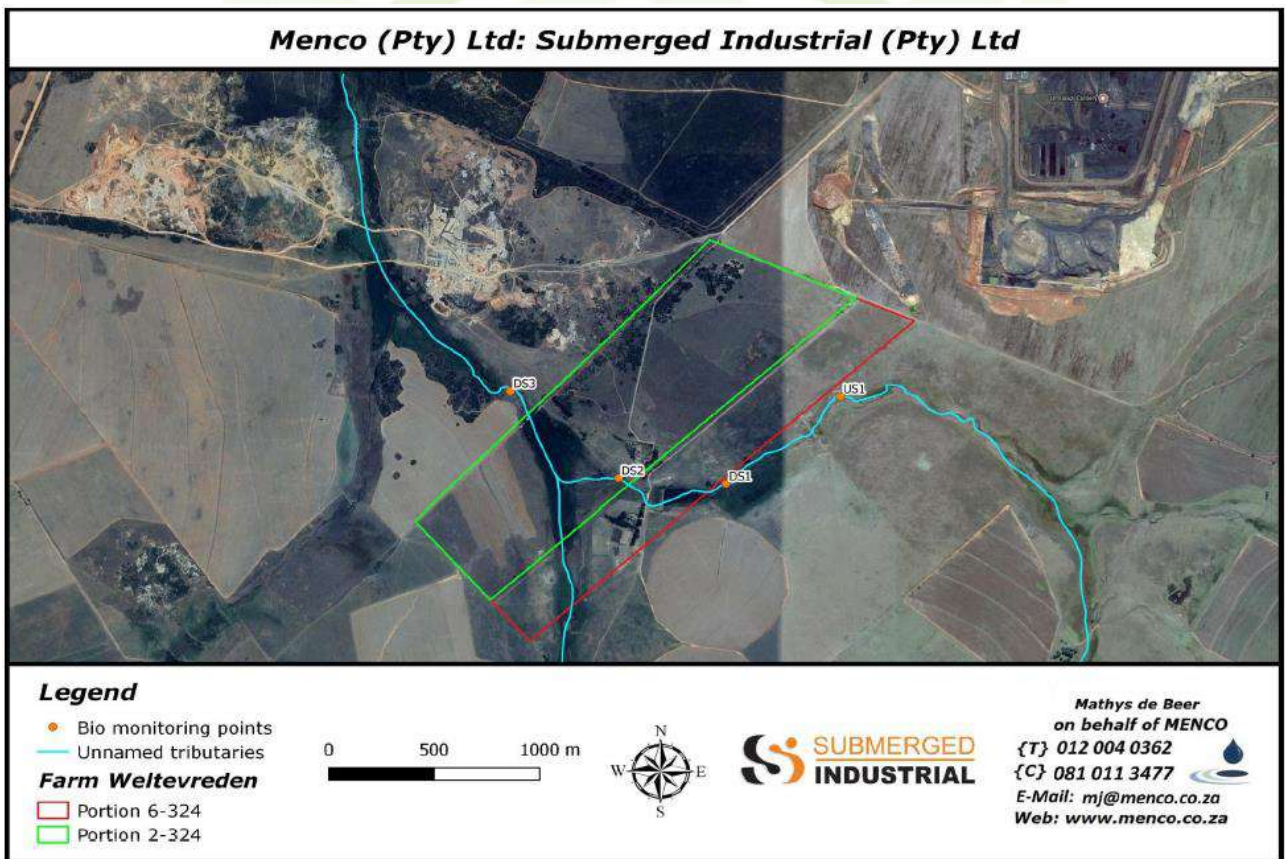 Menco (Pty) Ltd: Submerged Industrial (Pty) Ltd
DS3
US1
DS2
DS1
Legend
Bio monitoring points
Unnamed tributaries
Farm Weltevreden
Portion 6-324
Portion 2-324
0 500 1000 m
N
W E
S
SUBMERGED
INDUSTRIAL
Mathys de Beer
on behalf of MENCO
{T} 012 004 0362
{C} 081 011 3477
E-Mail: mj@menco.co.za
Web: www.menco.co.za